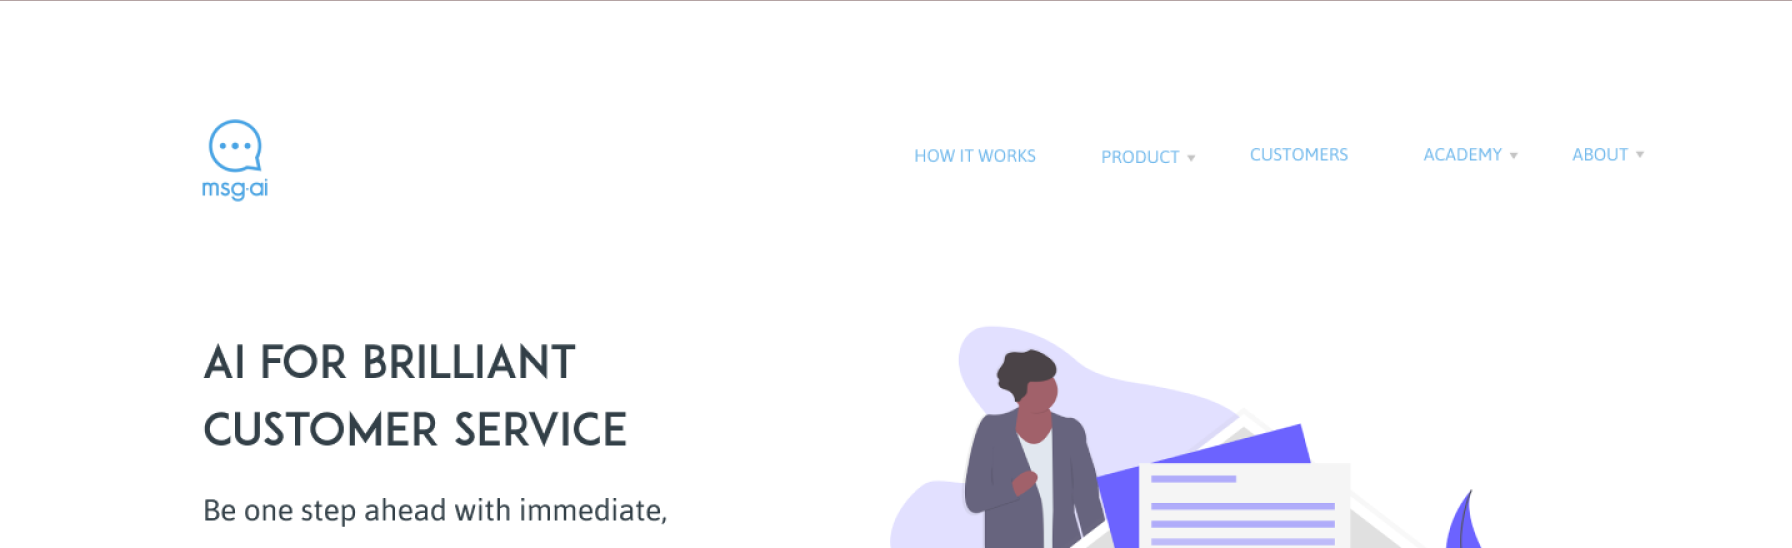 msg·ai
HOW IT WORKS
PRODUCT
CUSTOMERS
ACADEMY
ABOUT
AI FOR BRILLIANT
CUSTOMER SERVICE
Be one step ahead with immediate,